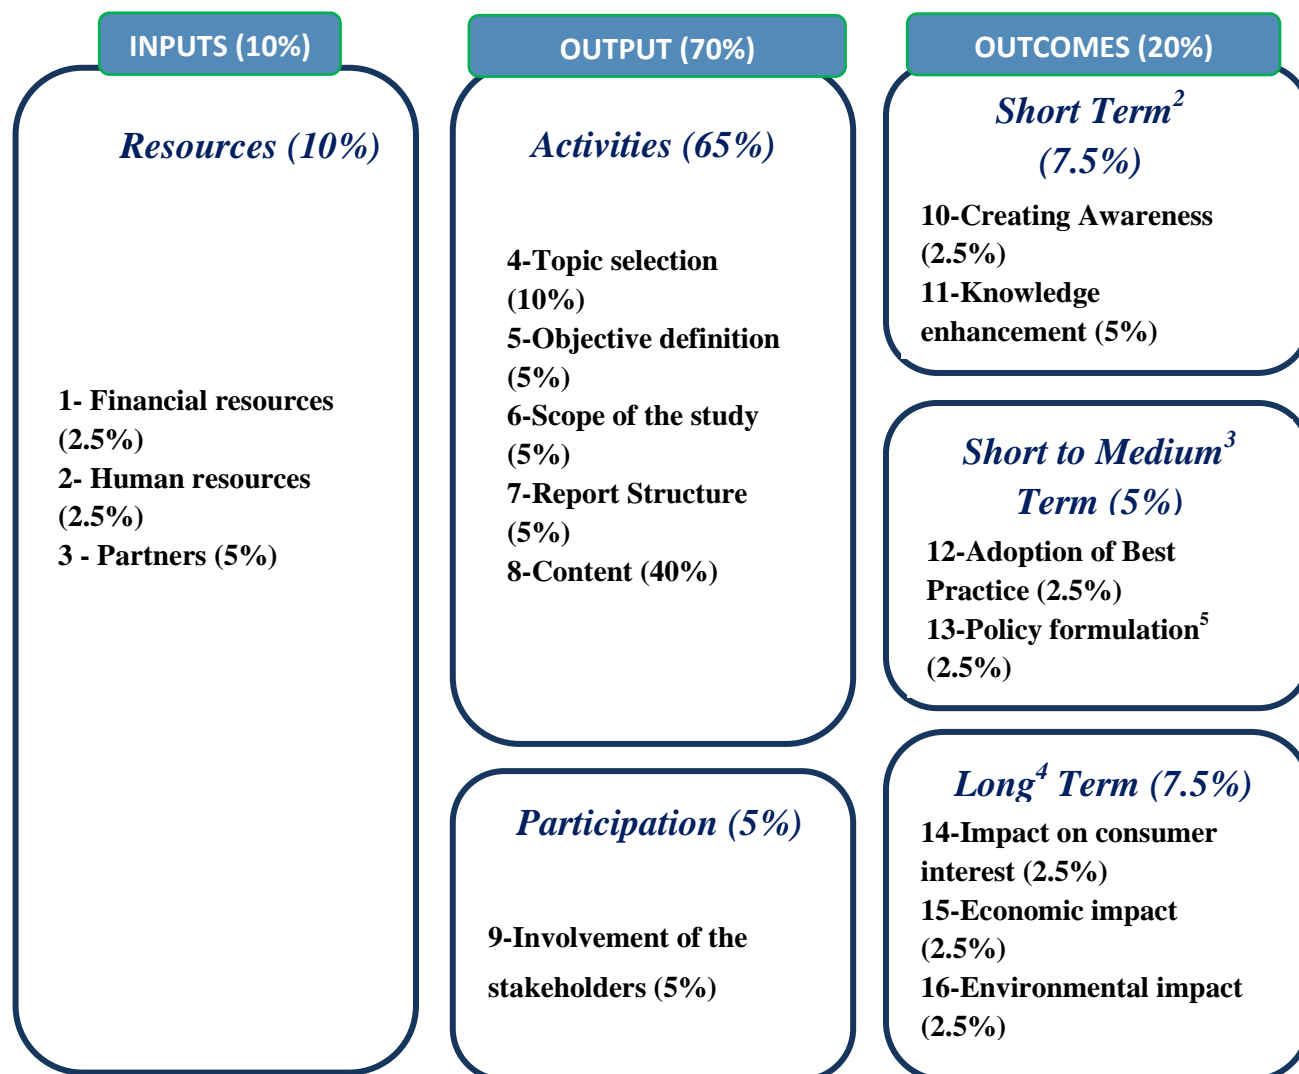 INPUTS (10%)
Resources (10%)
1- Financial resources
(2.5%)
2- Human resources
(2.5%)
3 - Partners (5%)
OUTPUT (70%)
Activities (65%)
4-Topic selection
(10%)
5-Objective definition
(5%)
6-Scope of the study
(5%)
7-Report Structure
(5%)
8-Content (40%)
Participation (5%)
9-Involvement of the
stakeholders (5%)
OUTCOMES (20%)
Short Term²
(7.5%)
10-Creating Awareness
(2.5%)
11-Knowledge
enhancement (5%)
Short to Medium³
Term (5%)
12-Adoption of Best
Practice (2.5%)
13-Policy formulation⁵
(2.5%)
Long⁴ Term (7.5%)
14-Impact on consumer
interest (2.5%)
15-Economic impact
(2.5%)
16-Environmental impact
(2.5%)